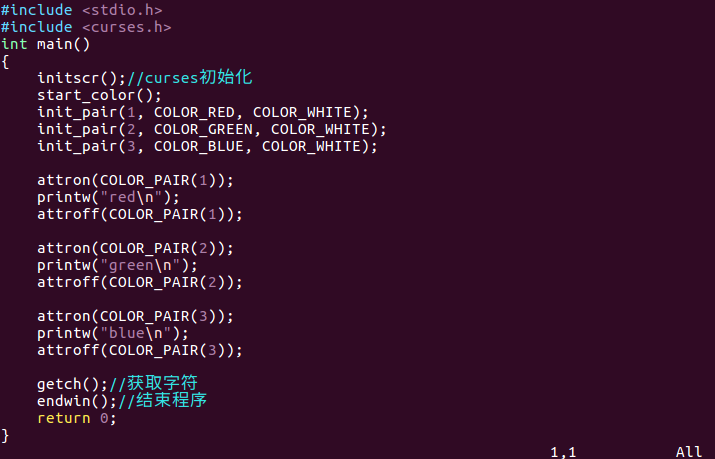 #include <stdio.h>
#include <curses.h>
int main()
{
    initscr();//curses初始化
    start_color();
    init_pair(1, COLOR_RED, COLOR_WHITE);
    init_pair(2, COLOR_GREEN, COLOR_WHITE);
    init_pair(3, COLOR_BLUE, COLOR_WHITE);

    attron(COLOR_PAIR(1));
    printw("red\n");
    attroff(COLOR_PAIR(1));

    attron(COLOR_PAIR(2));
    printw("green\n");
    attroff(COLOR_PAIR(2));

    attron(COLOR_PAIR(3));
    printw("blue\n");
    attroff(COLOR_PAIR(3));

    getch();//获取字符
    endwin();//结束程序
    return 0;
}
1,1 All